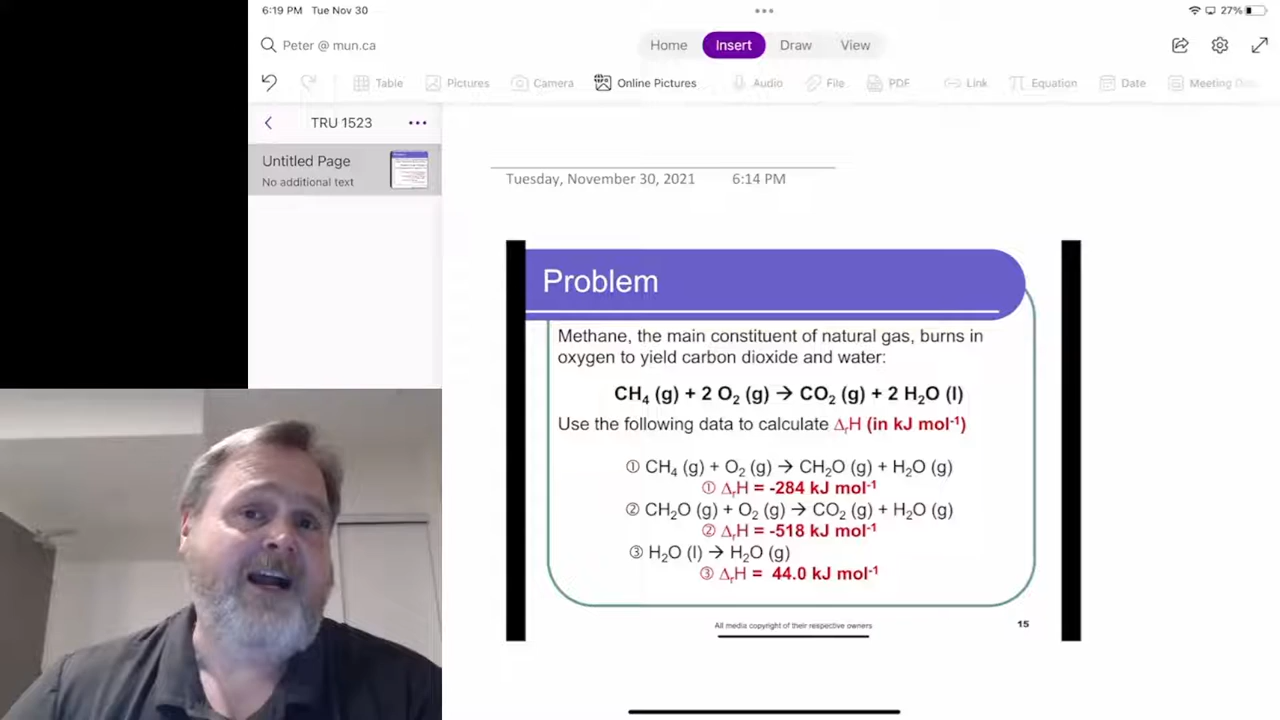 6:19 PM Tue Nov 30
27%
Peter @ mun.ca
Home Insert Draw View
Table Pictures Camera Online Pictures Audio File PDF Link Equation Date Meeting
TRU 1523
Untitled Page
No additional text
Tuesday, November 30, 2021 6:14 PM
Problem
Methane, the main constituent of natural gas, burns in
oxygen to yield carbon dioxide and water:
CH₄ (g) + 2 O₂ (g) → CO₂ (g) + 2 H₂O (l)
Use the following data to calculate ΔᵣH (in kJ mol⁻¹)
① CH₄ (g) + O₂ (g) → CH₂O (g) + H₂O (g)
① ΔᵣH = -284 kJ mol⁻¹
② CH₂O (g) + O₂ (g) → CO₂ (g) + H₂O (g)
② ΔᵣH = -518 kJ mol⁻¹
③ H₂O (l) → H₂O (g)
③ ΔᵣH = 44.0 kJ mol⁻¹
All media copyright of their respective owners
15